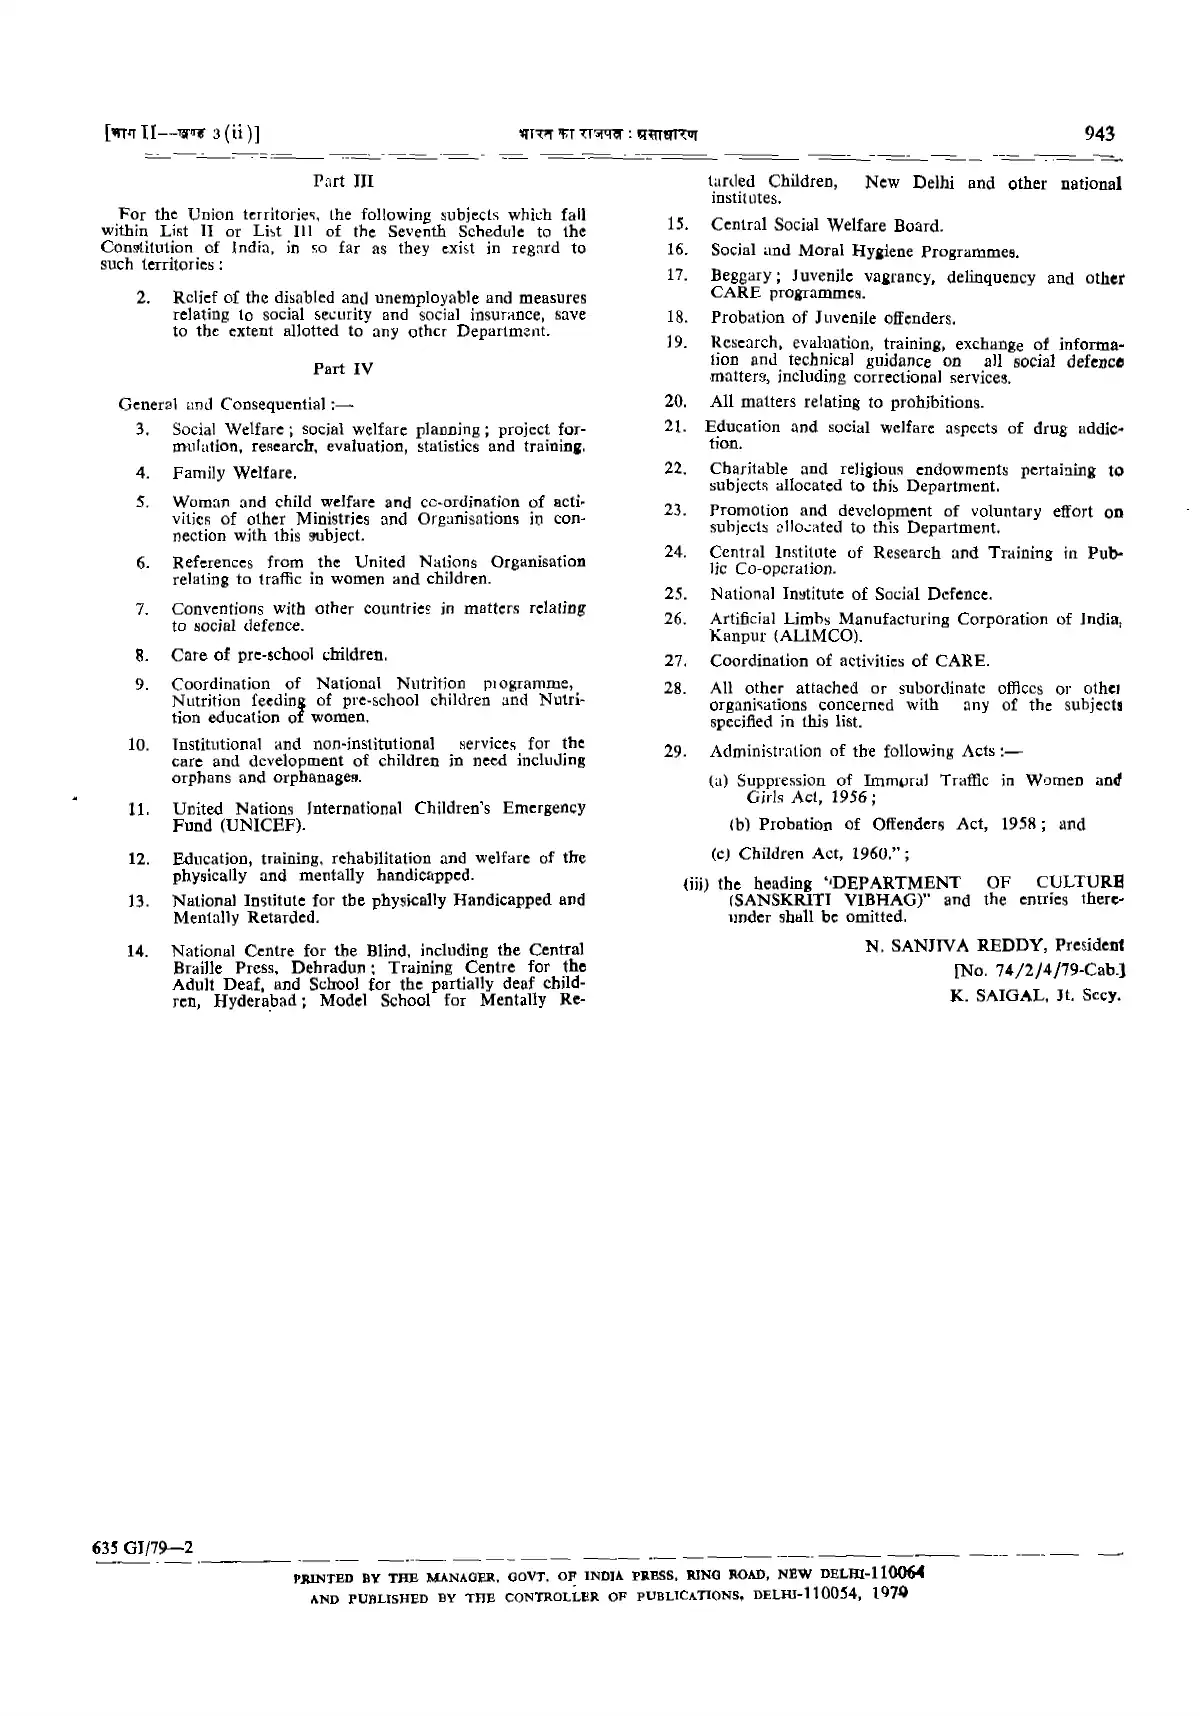 [भाग II--खण्ड 3(ii)]
भारत का राजपत्र : असाधारण
943
Part III
For the Union territories, the following subjects which fall
within List II or List III of the Seventh Schedule to the
Constitution of India, in so far as they exist in regard to
such territories :
2. Relief of the disabled and unemployable and measures
relating to social security and social insurance, save
to the extent allotted to any other Department.
Part IV
General and Consequential :—
3. Social Welfare ; social welfare planning ; project for-
mulation, research, evaluation, statistics and training.
4. Family Welfare.
5. Woman and child welfare and co-ordination of acti-
vities of other Ministries and Organisations in con-
nection with this subject.
6. References from the United Nations Organisation
relating to traffic in women and children.
7. Conventions with other countries in matters relating
to social defence.
8. Care of pre-school children.
9. Coordination of National Nutrition programme,
Nutrition feeding of pre-school children and Nutri-
tion education of women.
10. Institutional and non-institutional services for the
care and development of children in need including
orphans and orphanages.
11. United Nations International Children's Emergency
Fund (UNICEF).
12. Education, training, rehabilitation and welfare of the
physically and mentally handicapped.
13. National Institute for the physically Handicapped and
Mentally Retarded.
14. National Centre for the Blind, including the Central
Braille Press, Dehradun ; Training Centre for the
Adult Deaf, and School for the partially deaf child-
ren, Hyderabad ; Model School for Mentally Re-
tarded Children, New Delhi and other national
institutes.
15. Central Social Welfare Board.
16. Social and Moral Hygiene Programmes.
17. Beggary ; Juvenile vagrancy, delinquency and other
CARE programmes.
18. Probation of Juvenile offenders.
19. Research, evaluation, training, exchange of informa-
tion and technical guidance on all social defence
matters, including correctional services.
20. All matters relating to prohibitions.
21. Education and social welfare aspects of drug addic-
tion.
22. Charitable and religious endowments pertaining to
subjects allocated to this Department.
23. Promotion and development of voluntary effort on
subjects allocated to this Department.
24. Central Institute of Research and Training in Pub-
lic Co-operation.
25. National Institute of Social Defence.
26. Artificial Limbs Manufacturing Corporation of India,
Kanpur (ALIMCO).
27. Coordination of activities of CARE.
28. All other attached or subordinate offices or other
organisations concerned with any of the subjects
specified in this list.
29. Administration of the following Acts :—
(a) Suppression of Immoral Traffic in Women and
Girls Act, 1956 ;
(b) Probation of Offenders Act, 1958 ; and
(c) Children Act, 1960." ;
(iii) the heading "DEPARTMENT OF CULTURE
(SANSKRITI VIBHAG)" and the entries there-
under shall be omitted.
N. SANJIVA REDDY, President
[No. 74/2/4/79-Cab.]
K. SAIGAL, Jt. Secy.
635 GI/79—2
PRINTED BY THE MANAGER, GOVT. OF INDIA PRESS, RING ROAD, NEW DELHI-110064
AND PUBLISHED BY THE CONTROLLER OF PUBLICATIONS, DELHI-110054, 1979